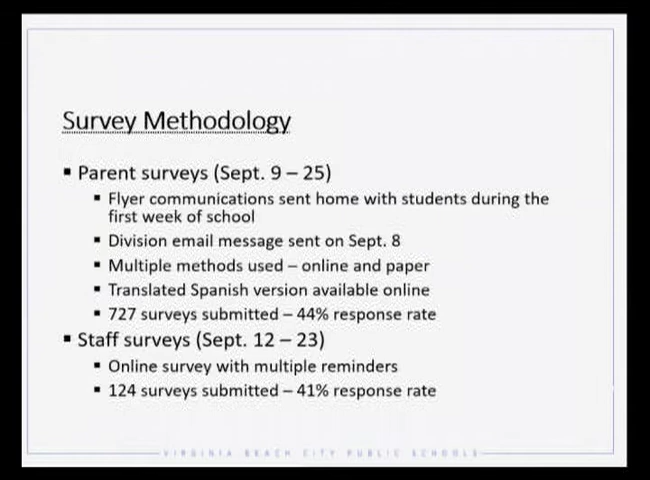 Survey Methodology
▪ Parent surveys (Sept. 9 – 25)
▪ Flyer communications sent home with students during the
first week of school
▪ Division email message sent on Sept. 8
▪ Multiple methods used – online and paper
▪ Translated Spanish version available online
▪ 727 surveys submitted – 44% response rate
▪ Staff surveys (Sept. 12 – 23)
▪ Online survey with multiple reminders
▪ 124 surveys submitted – 41% response rate
VIRGINIA BEACH CITY PUBLIC SCHOOLS